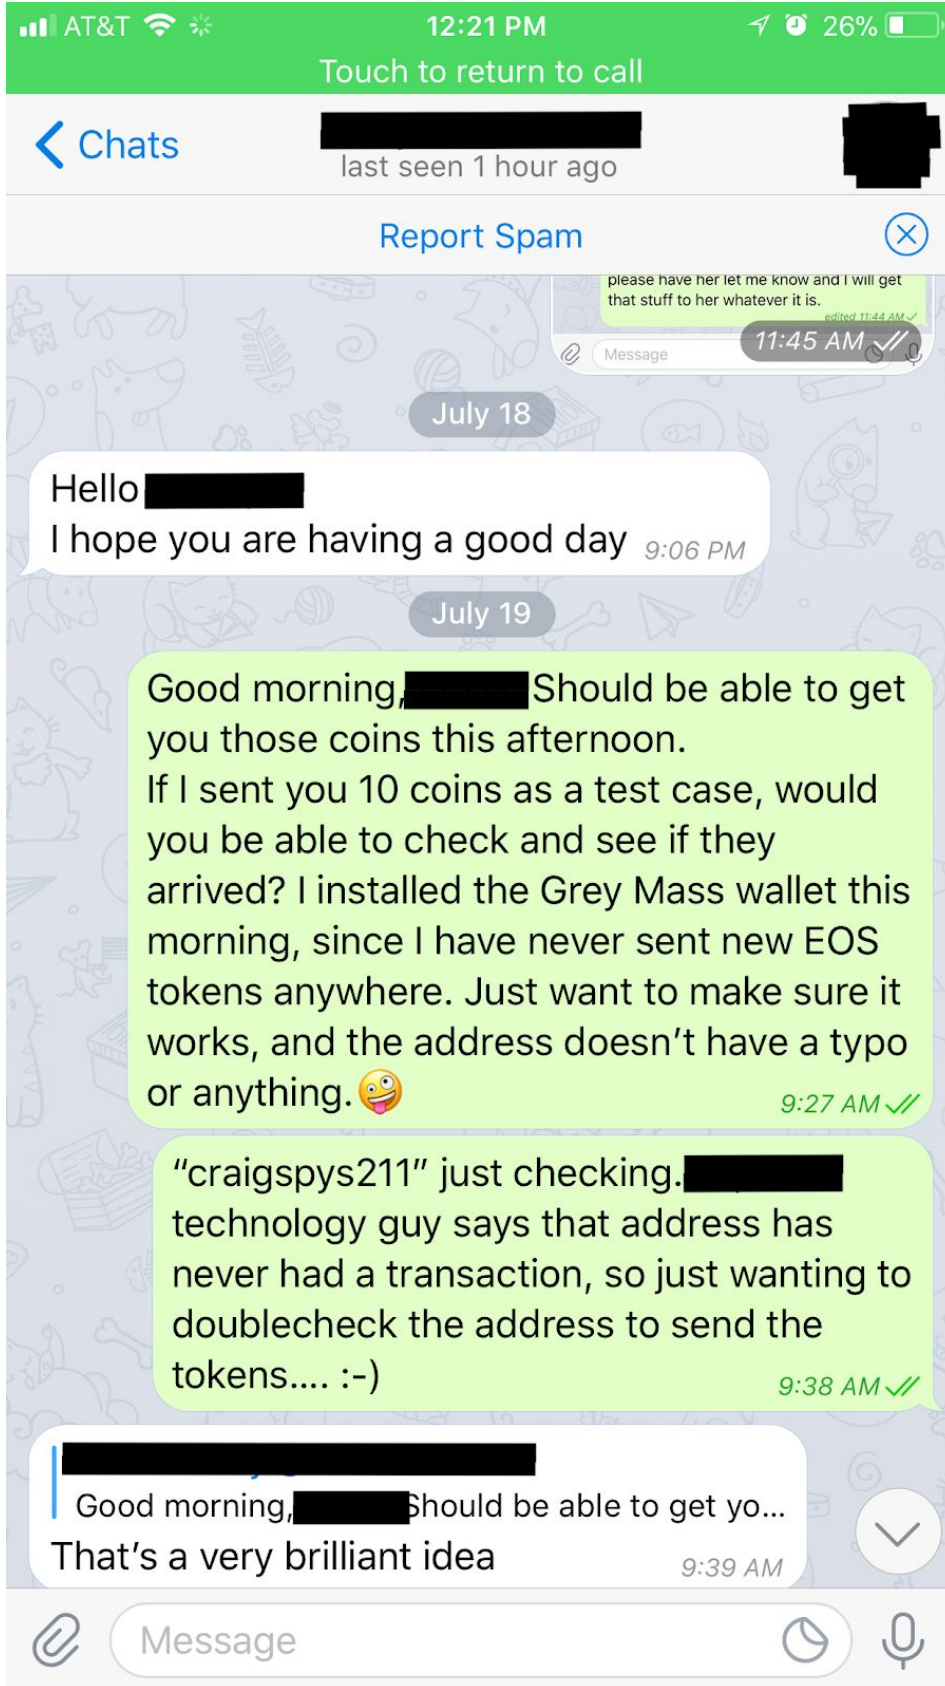 AT&T 12:21 PM 26%
Touch to return to call
Chats
last seen 1 hour ago
Report Spam
please have her let me know and I will get
that stuff to her whatever it is.
edited 11:44 AM
Message
11:45 AM
July 18
Hello
I hope you are having a good day 9:06 PM
July 19
Good morning, Should be able to get
you those coins this afternoon.
If I sent you 10 coins as a test case, would
you be able to check and see if they
arrived? I installed the Grey Mass wallet this
morning, since I have never sent new EOS
tokens anywhere. Just want to make sure it
works, and the address doesn’t have a typo
or anything.🤪
9:27 AM
“craigspys211” just checking.
technology guy says that address has
never had a transaction, so just wanting to
doublecheck the address to send the
tokens.... :-)
9:38 AM
Good morning, Should be able to get yo...
That’s a very brilliant idea 9:39 AM
Message